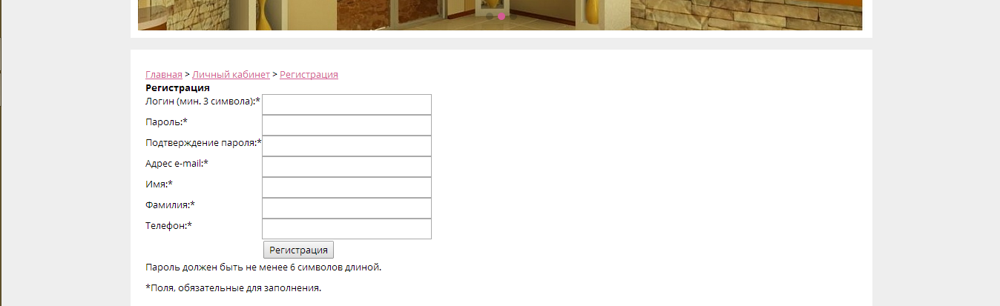 Главная > Личный кабинет > Регистрация
Регистрация
Логин (мин. 3 символа):*
Пароль:*
Подтверждение пароля:*
Адрес e-mail:*
Имя:*
Фамилия:*
Телефон:*
Регистрация
Пароль должен быть не менее 6 символов длиной.
*Поля, обязательные для заполнения.